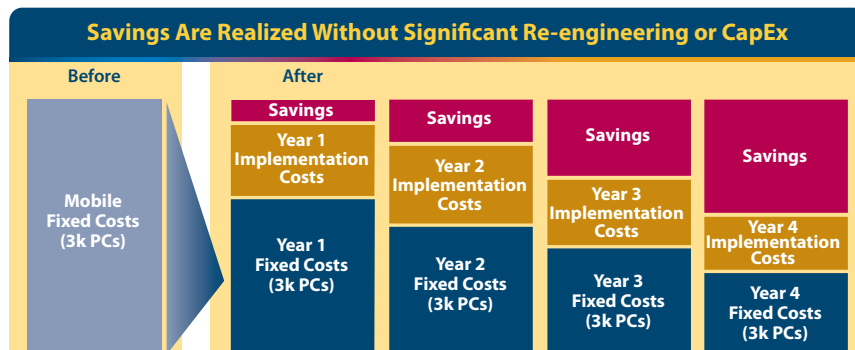 Savings Are Realized Without Significant Re-engineering or CapEx
Before
After
Mobile
Fixed Costs
(3k PCs)
Savings
Year 1
Implementation
Costs
Year 1
Fixed Costs
(3k PCs)
Savings
Year 2
Implementation
Costs
Year 2
Fixed Costs
(3k PCs)
Savings
Year 3
Implementation
Costs
Year 3
Fixed Costs
(3k PCs)
Savings
Year 4
Implementation
Costs
Year 4
Fixed Costs
(3k PCs)